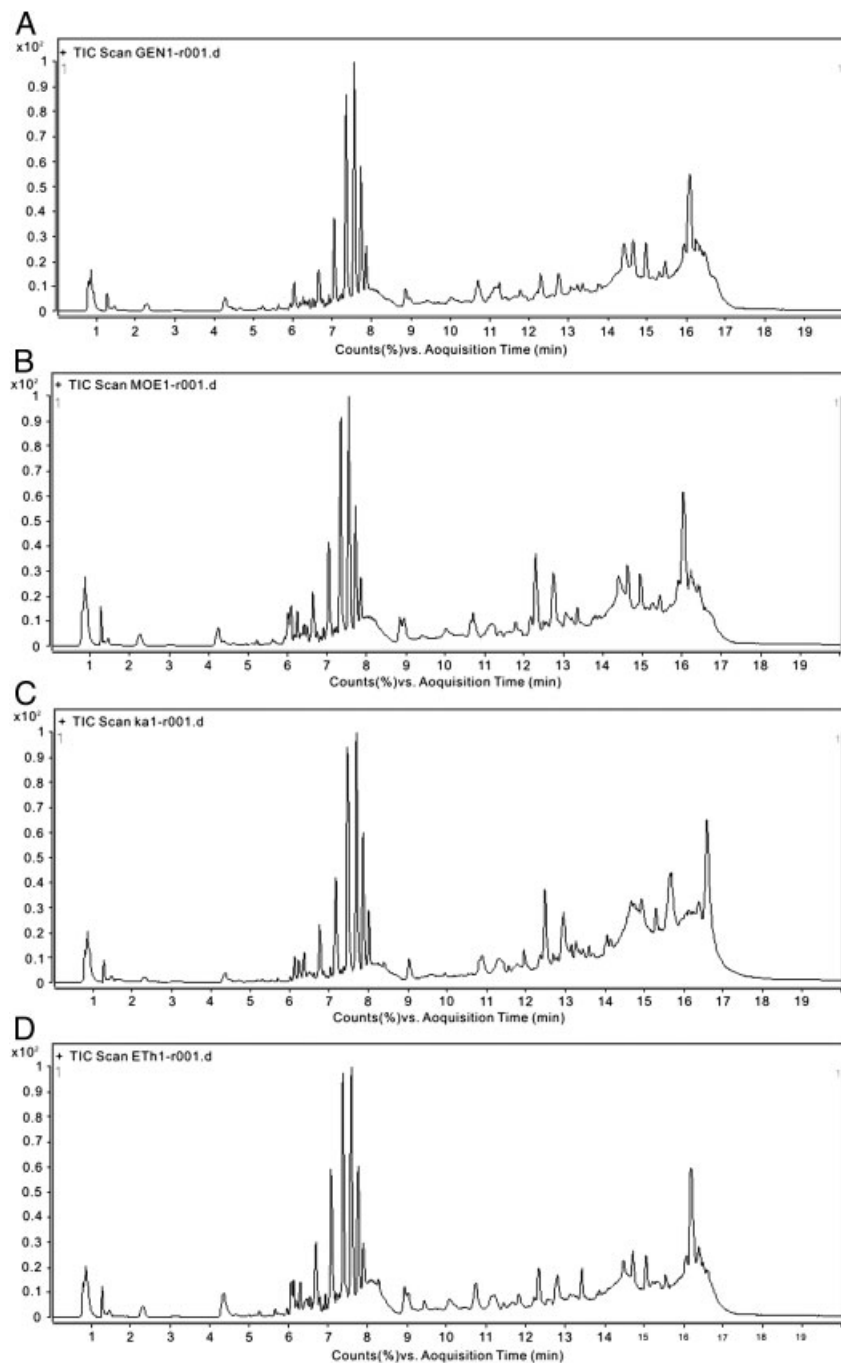 A
x10²
+ TIC Scan GEN1-r001.d
1 1
1
0.9
0.8
0.7
0.6
0.5
0.4
0.3
0.2
0.1
0
1 2 3 4 5 6 7 8 9 10 11 12 13 14 15 16 17 18 19
Counts(%)vs. Aoquisition Time (min)
B
x10²
+ TIC Scan MOE1-r001.d
1 1
1
0.9
0.8
0.7
0.6
0.5
0.4
0.3
0.2
0.1
0
1 2 3 4 5 6 7 8 9 10 11 12 13 14 15 16 17 18 19
Counts(%)vs. Aoquisition Time (min)
C
x10²
+ TIC Scan ka1-r001.d
1 1
1
0.9
0.8
0.7
0.6
0.5
0.4
0.3
0.2
0.1
0
1 2 3 4 5 6 7 8 9 10 11 12 13 14 15 16 17 18 19
Counts(%)vs. Aoquisition Time (min)
D
x10²
+ TIC Scan ETh1-r001.d
1 1
1
0.9
0.8
0.7
0.6
0.5
0.4
0.3
0.2
0.1
0
1 2 3 4 5 6 7 8 9 10 11 12 13 14 15 16 17 18 19
Counts(%)vs. Aoquisition Time (min)